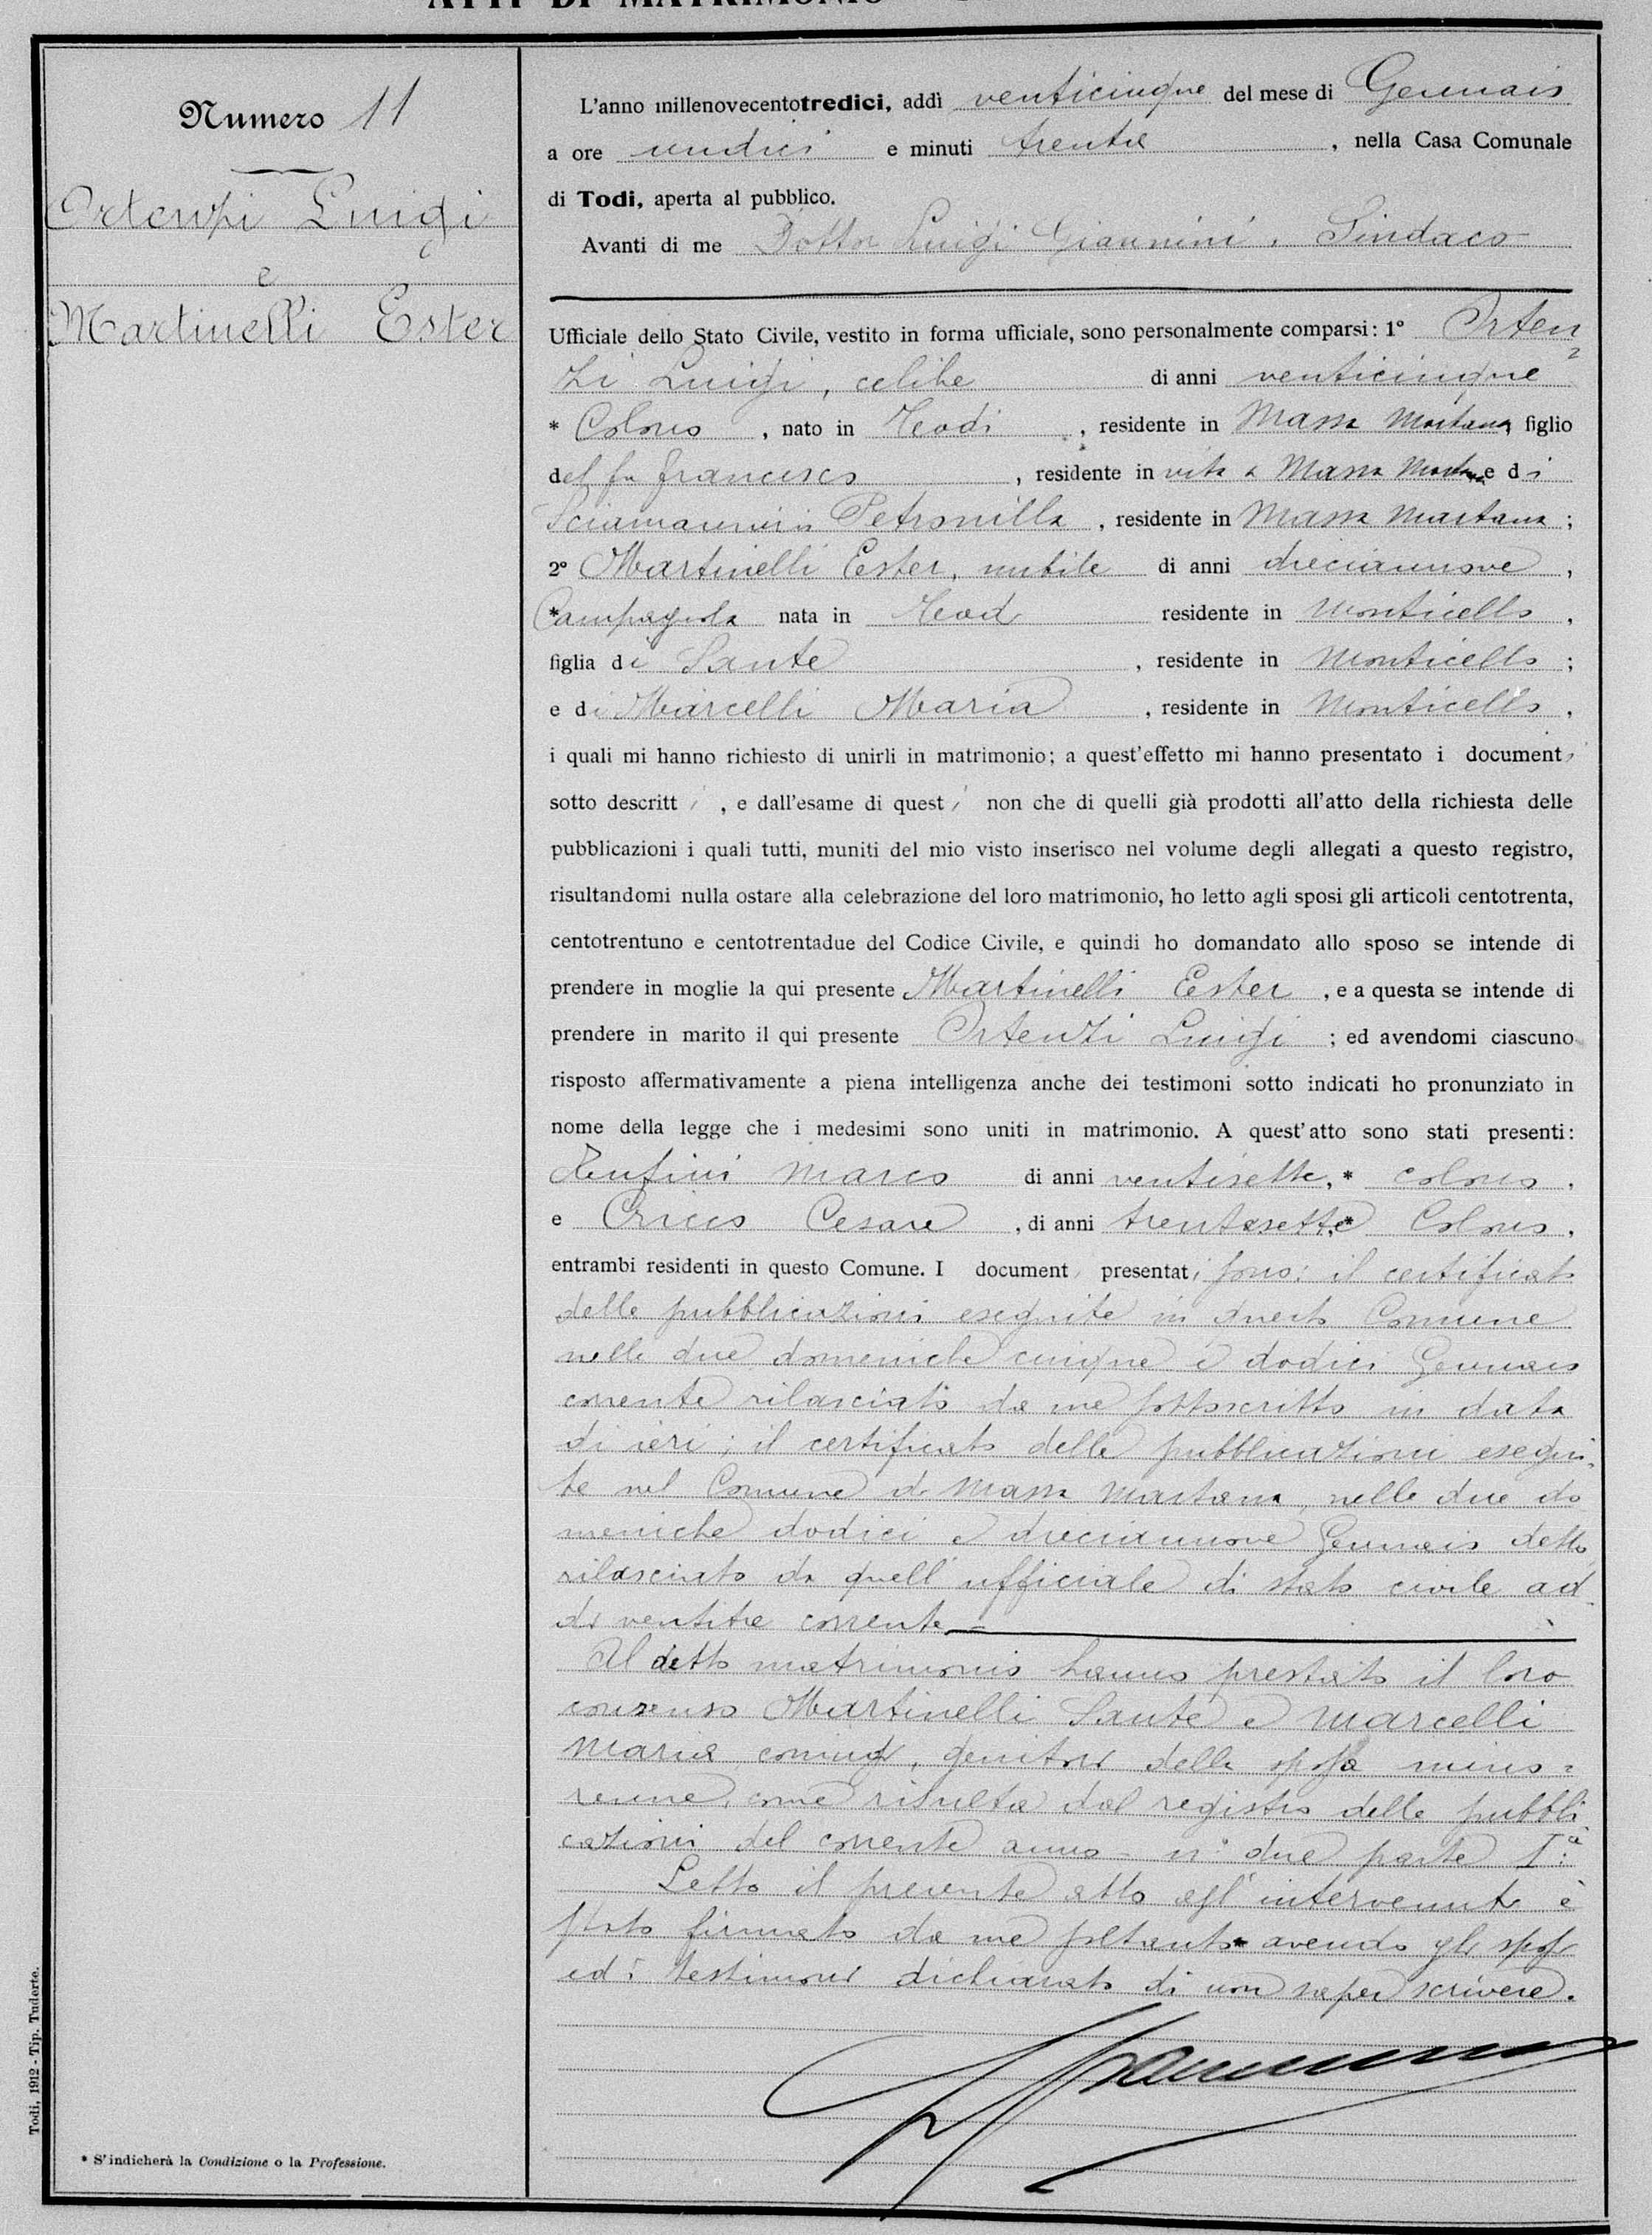 ATTI DI MATRIMONIO
Numero 11
Ortenzi Luigi
e
Martinelli Ester
L'anno millenovecentotredici, addì venticinque del mese di Gennaio
a ore undici e minuti trenta, nella Casa Comunale
di Todi, aperta al pubblico.
Avanti di me Dottor Luigi Giannini, Sindaco
Ufficiale dello Stato Civile, vestito in forma ufficiale, sono personalmente comparsi: 1° Orten
zi Luigi, celibe di anni venticinque
* Colono, nato in Todi, residente in Massa Martana, figlio
del fu Francesco, residente in vita a Massa Martana e di
Sciamannini Petronilla, residente in Massa Martana;
2° Martinelli Ester, nubile di anni dieciannove,
* Campagnola nata in Todi residente in Monticello,
figlia di Sante, residente in Monticello;
e di Marcelli Maria, residente in Monticello,
i quali mi hanno richiesto di unirli in matrimonio; a quest'effetto mi hanno presentato i documenti
sotto descritti, e dall'esame di questi non che di quelli già prodotti all'atto della richiesta delle
pubblicazioni i quali tutti, muniti del mio visto inserisco nel volume degli allegati a questo registro,
risultandomi nulla ostare alla celebrazione del loro matrimonio, ho letto agli sposi gli articoli centotrenta,
centotrentuno e centotrentadue del Codice Civile, e quindi ho domandato allo sposo se intende di
prendere in moglie la qui presente Martinelli Ester, e a questa se intende di
prendere in marito il qui presente Ortenzi Luigi; ed avendomi ciascuno
risposto affermativamente a piena intelligenza anche dei testimoni sotto indicati ho pronunziato in
nome della legge che i medesimi sono uniti in matrimonio. A quest'atto sono stati presenti:
Rufini Marco di anni ventisette,* colono,
e Cesare, di anni trentasette,* Colono,
entrambi residenti in questo Comune. I documenti presentati sono: il certificato
delle pubblicazioni eseguite in questo Comune
nelle due domeniche cinque e dodici Gennaio
corrente rilasciato da me sottoscritto in data
di ieri; il certificato delle pubblicazioni esegui-
te nel Comune di Massa Martana, nelle due do
meniche dodici e dieciannove Gennaio detto,
rilasciato da quell'ufficiale di stato civile ad
di ventitre corrente
Al detto matrimonio hanno prestato il loro
consenso Martinelli Sante e Marcelli
Maria coniugi, genitori della sposa mino-
renne, come risulta dal registro delle pubbli
cazioni del corrente anno n° due parte Iª
Letto il presente atto agl'intervenuti è
stato firmato da me soltanto avendo gli sposi
ed i testimoni dichiarato di non saper scrivere.
L Giannini
* S'indicherà la Condizione o la Professione.
Todi, 1912 - Tip. Tuderte.